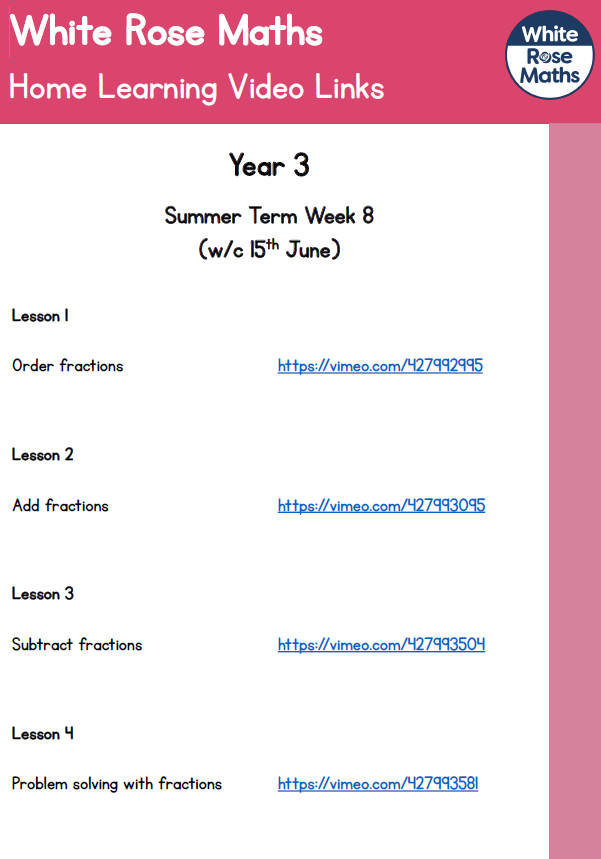 White Rose Maths
Home Learning Video Links
White
Rose
Maths
Year 3
Summer Term Week 8
(w/c 15th June)
Lesson 1
Order fractions https://vimeo.com/427992995
Lesson 2
Add fractions https://vimeo.com/427993095
Lesson 3
Subtract fractions https://vimeo.com/427993504
Lesson 4
Problem solving with fractions https://vimeo.com/427993581